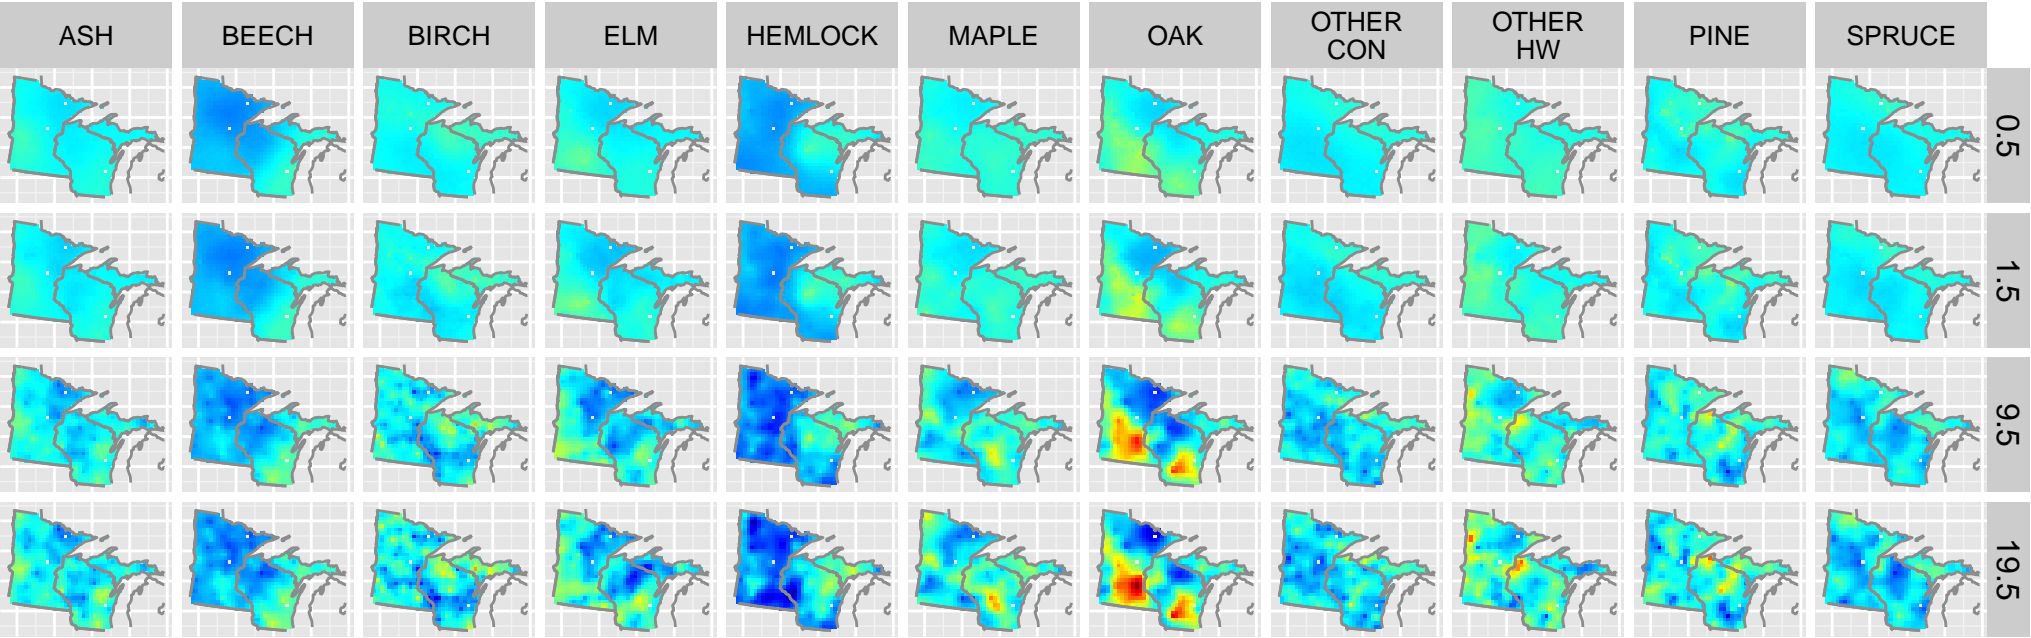 ASH
BEECH
BIRCH
ELM
HEMLOCK
MAPLE
OAK
OTHER
CON
OTHER
HW
PINE
SPRUCE
0.5
1.5
9.5
19.5